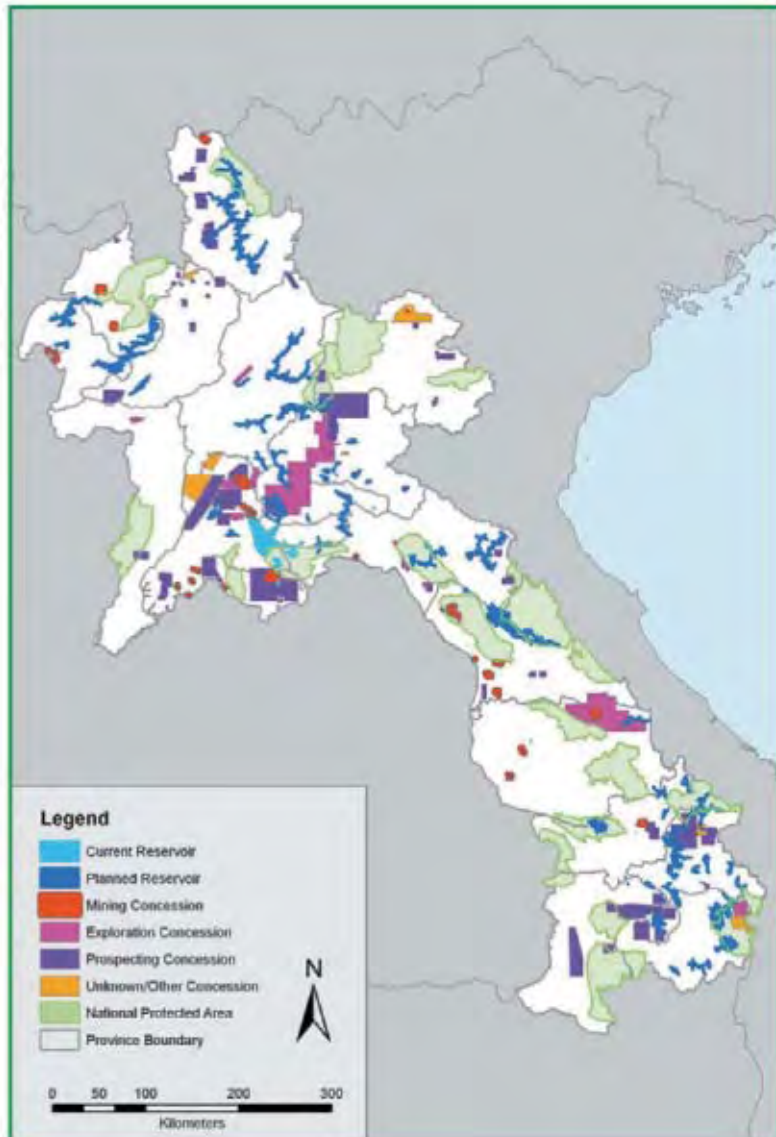 Legend
Current Reservoir
Planned Reservoir
Mining Concession
Exploration Concession
Prospecting Concession
Unknown/Other Concession
National Protected Area
Province Boundary
N
0 50 100 200 300
Kilometers